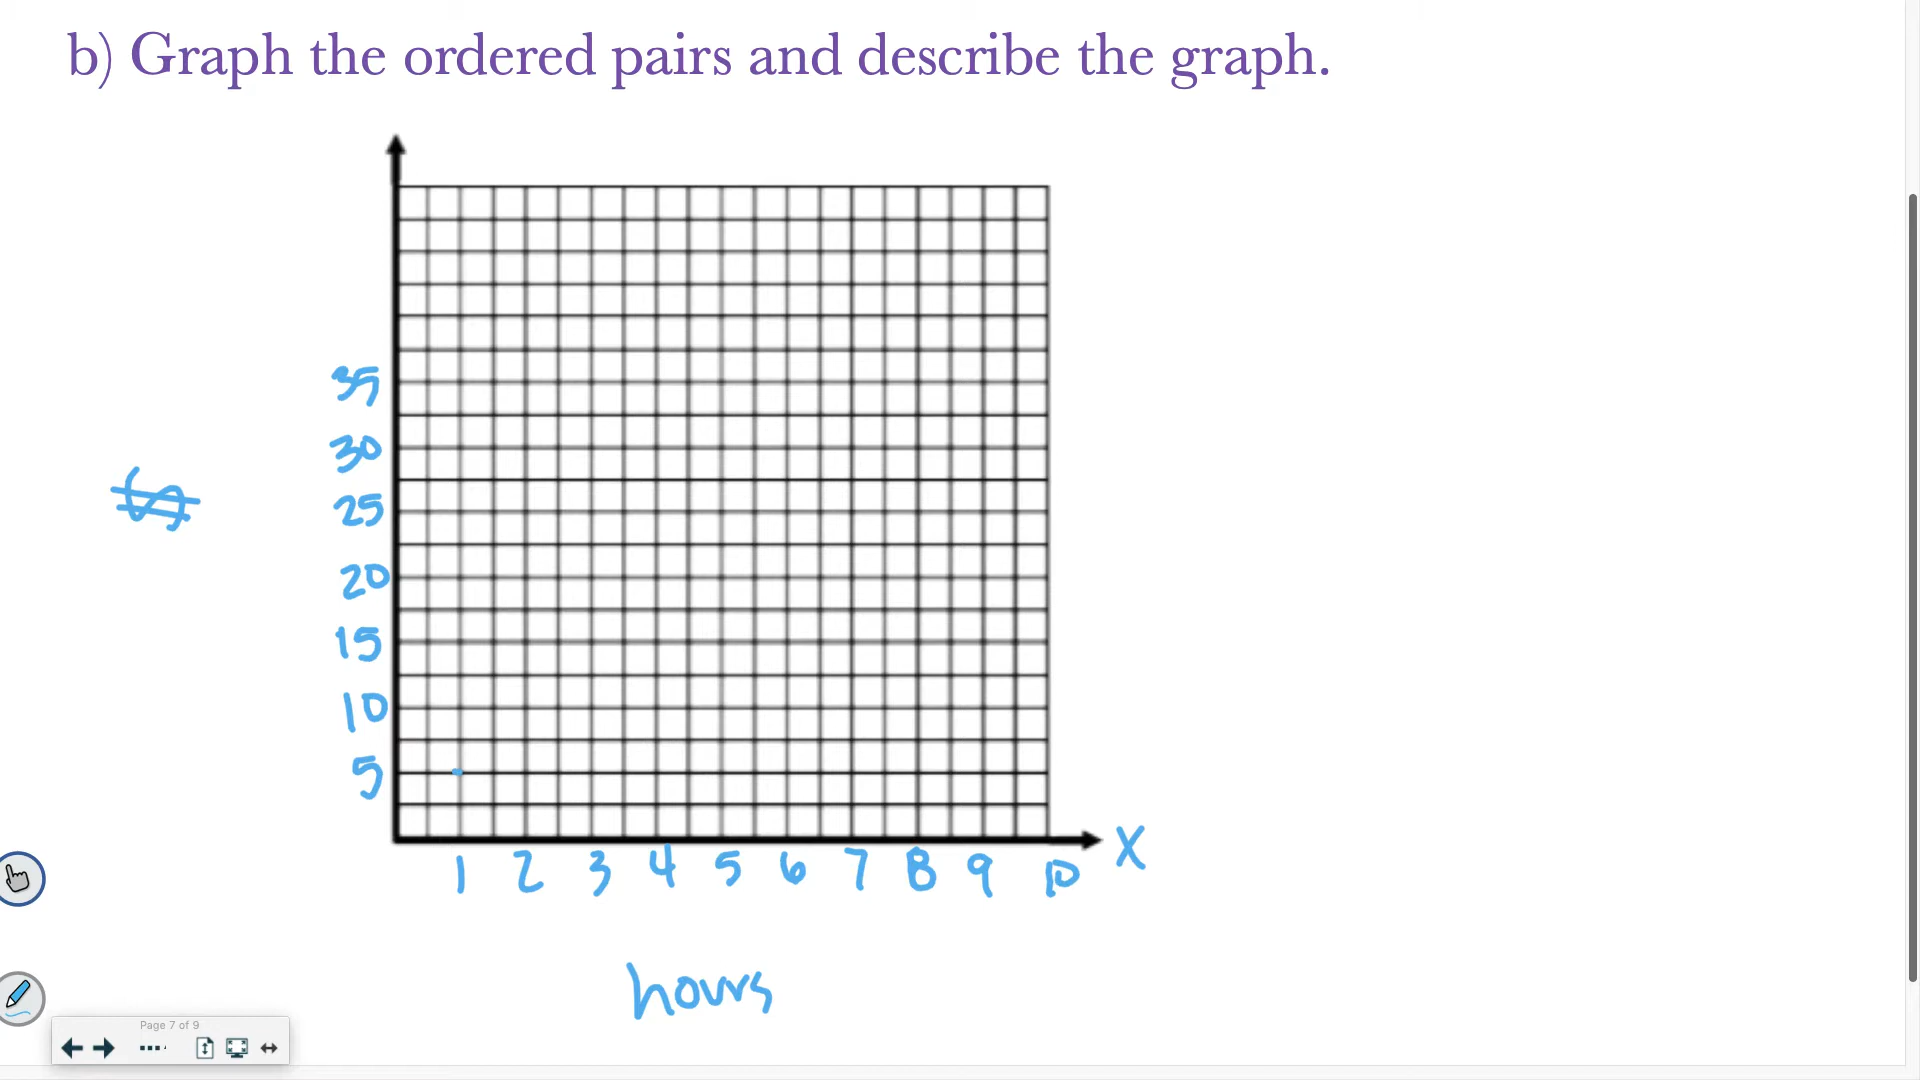 b) Graph the ordered pairs and describe the graph.
35
30
$
25
20
15
10
5
X
1 2 3 4 5 6 7 8 9 10
hours
Page 7 of 9